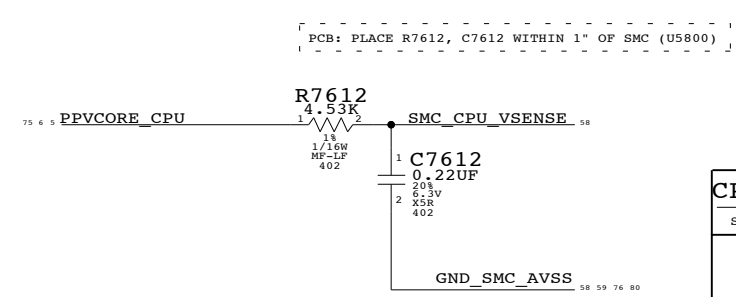 PCB: PLACE R7612, C7612 WITHIN 1" OF SMC (U5800)
R7612
4.53K
75 6 5 PPVCORE_CPU 1 2 SMC_CPU_VSENSE 58
1%
1/16W
MF-LF
402
1 C7612
0.22UF
20%
6.3V
2 X5R
402
GND_SMC_AVSS 58 59 76 80